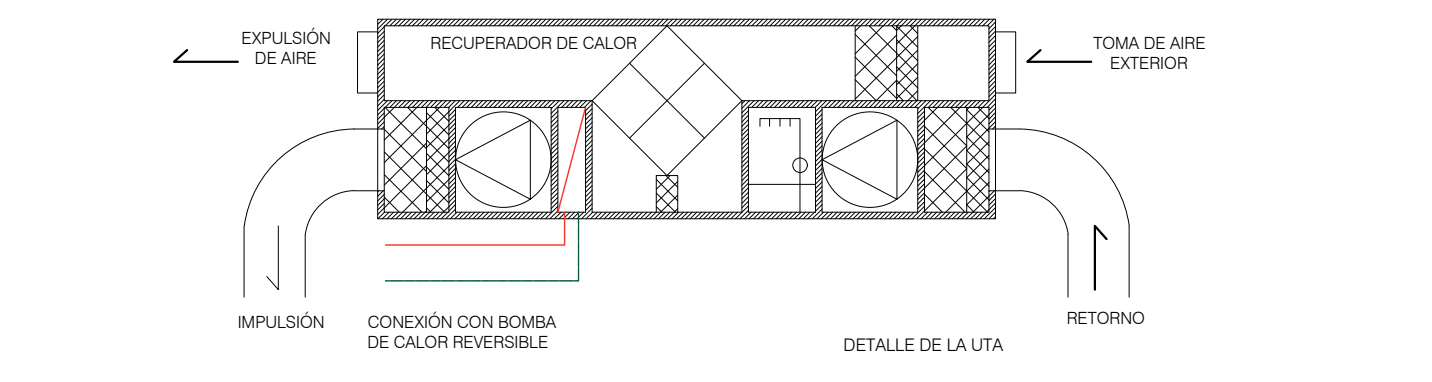 EXPULSIÓN
DE AIRE
RECUPERADOR DE CALOR
TOMA DE AIRE
EXTERIOR
IMPULSIÓN
CONEXIÓN CON BOMBA
DE CALOR REVERSIBLE
DETALLE DE LA UTA
RETORNO